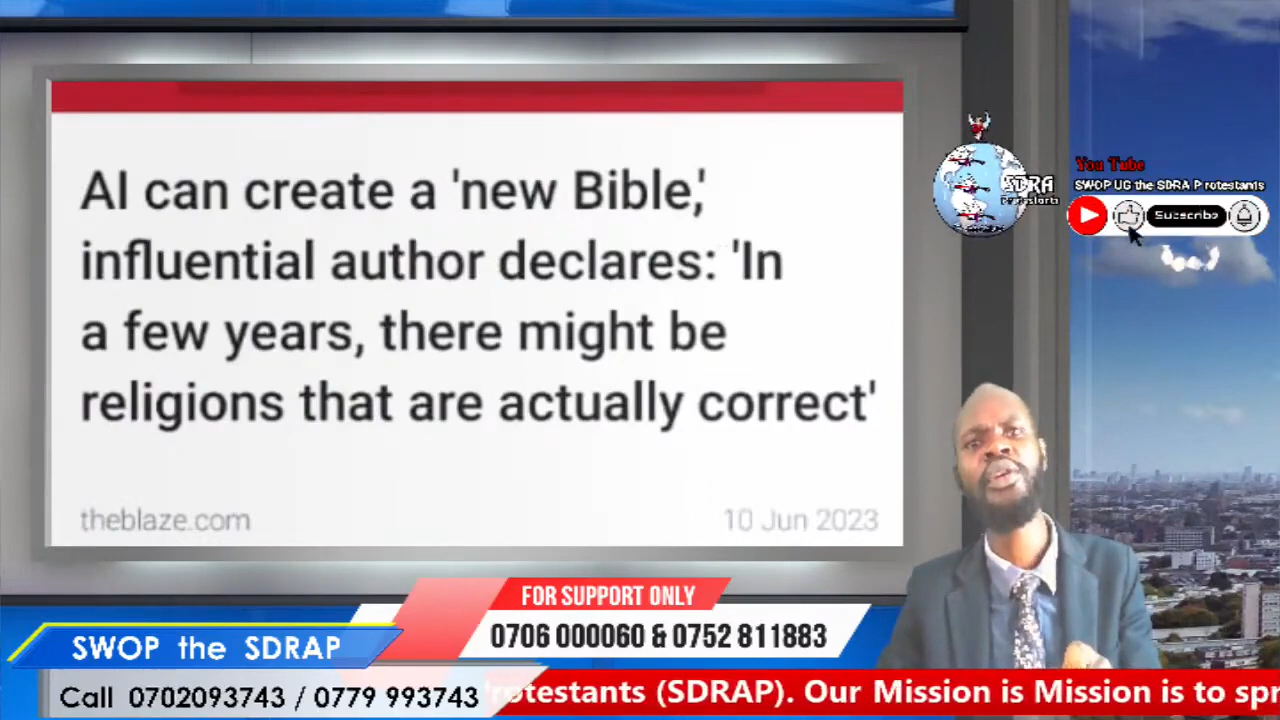 AI can create a 'new Bible,'
influential author declares: 'In
a few years, there might be
religions that are actually correct'
theblaze.com
10 Jun 2023
SDRA
Protestants
You Tube
SWOP UG the SDRA Protestants
Subscribe
FOR SUPPORT ONLY
0706 000060 & 0752 811883
SWOP the SDRAP
Call 0702093743 / 0779 993743
rotestants (SDRAP). Our Mission is Mission is to spr